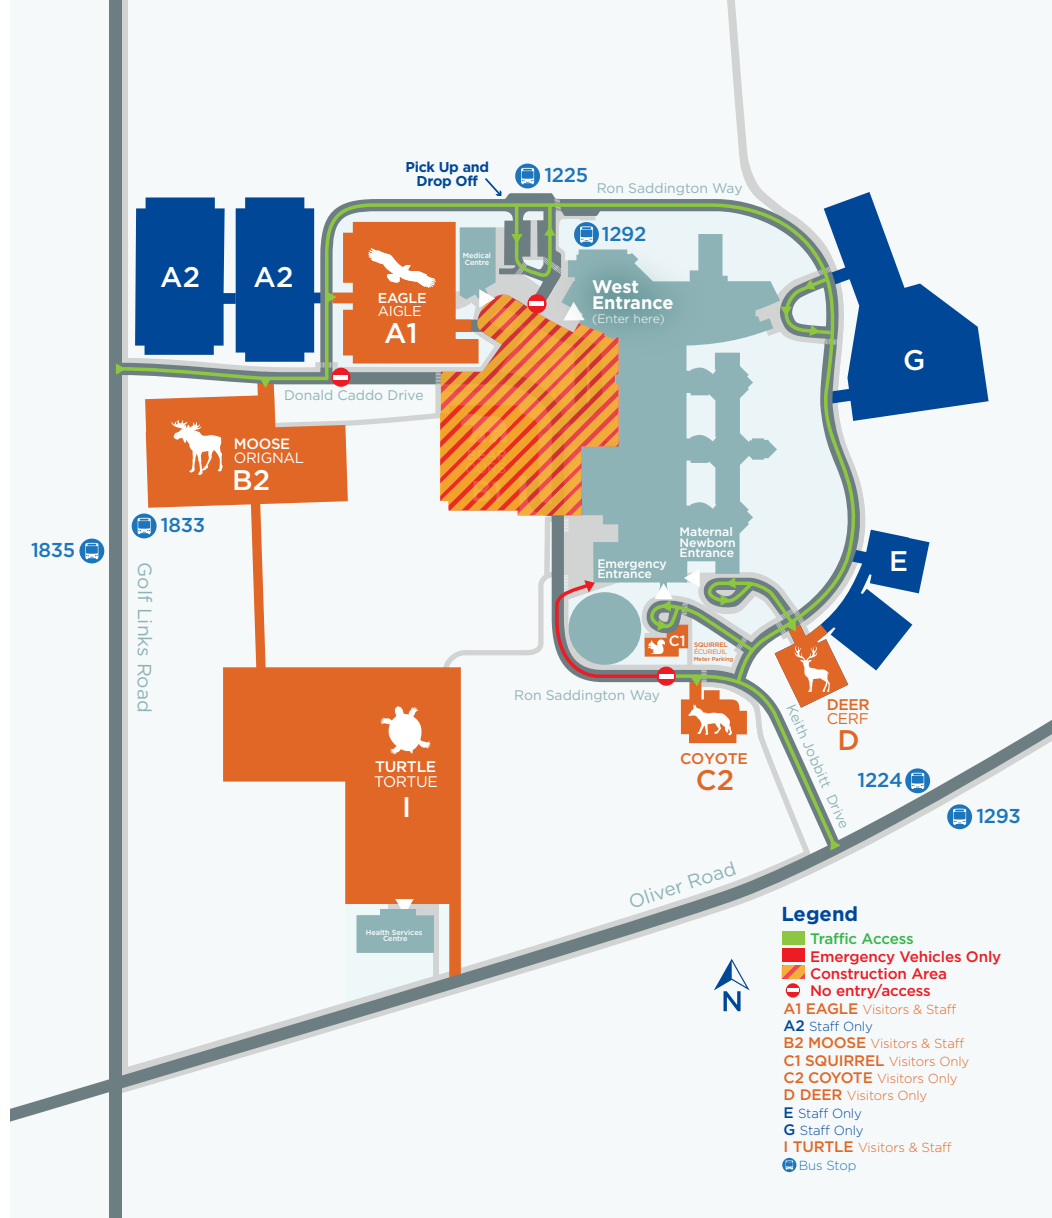 Pick Up and
Drop Off
1225
Ron Saddington Way
1292
A2
A2
Medical
Centre
EAGLE
AIGLE
A1
West
Entrance
(Enter here)
G
Donald Caddo Drive
MOOSE
ORIGNAL
B2
1833
1835
Golf Links Road
Maternal
Newborn
Entrance
Emergency
Entrance
E
C1
SQUIRREL
ÉCUREUIL
Meter Parking
Ron Saddington Way
DEER
CERF
D
Keith Jobbitt Drive
COYOTE
C2
TURTLE
TORTUE
I
1224
1293
Oliver Road
Health Services
Centre
N
Legend
Traffic Access
Emergency Vehicles Only
Construction Area
No entry/access
A1 EAGLE Visitors & Staff
A2 Staff Only
B2 MOOSE Visitors & Staff
C1 SQUIRREL Visitors Only
C2 COYOTE Visitors Only
D DEER Visitors Only
E Staff Only
G Staff Only
I TURTLE Visitors & Staff
Bus Stop